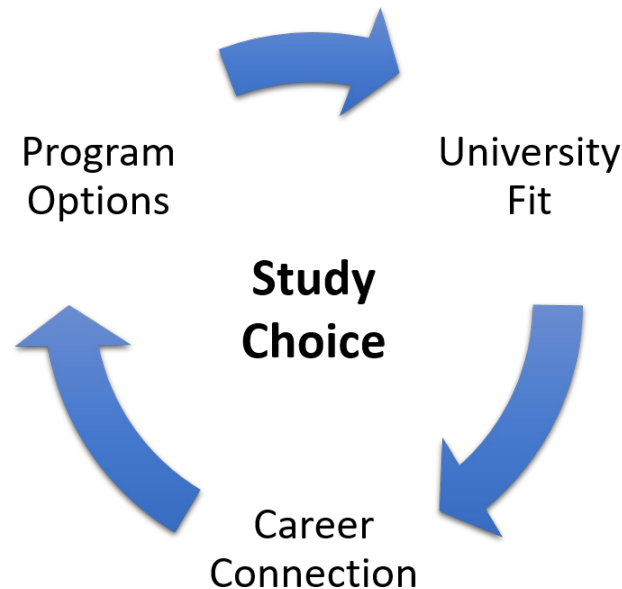 Program
Options
University
Fit
Study
Choice
Career
Connection